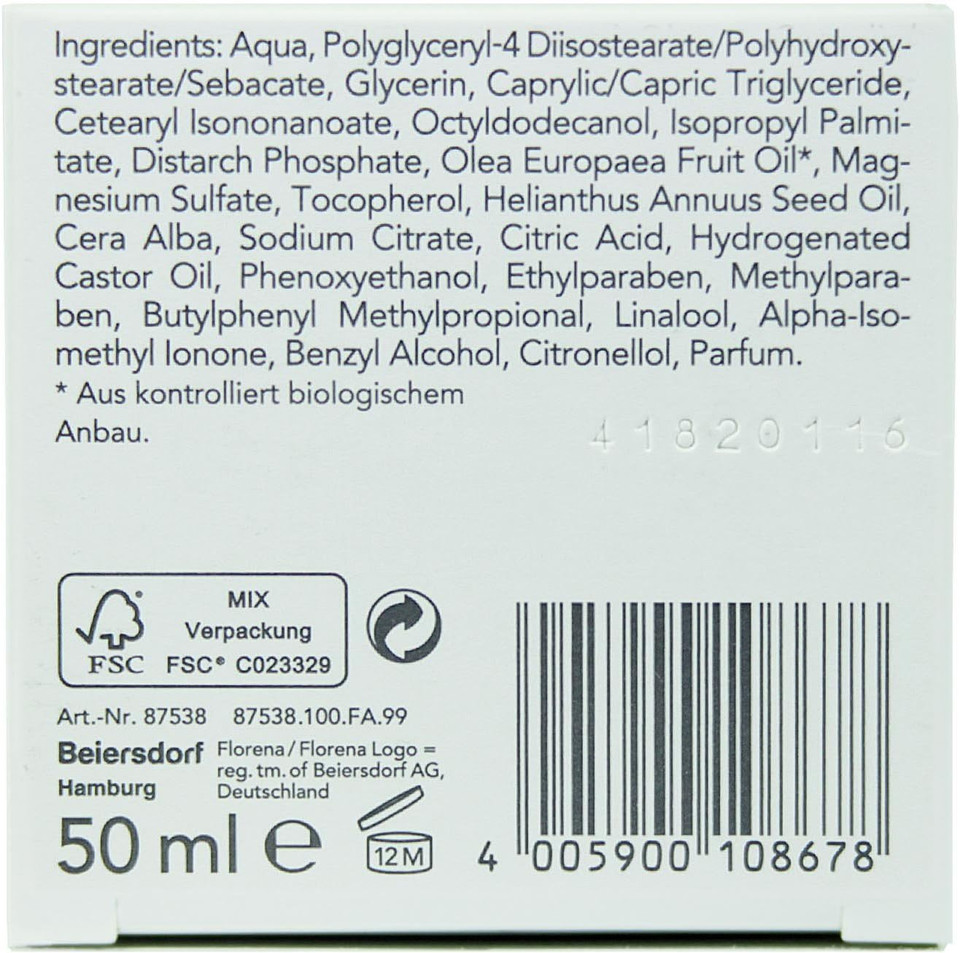 Ingredients: Aqua, Polyglyceryl-4 Diisostearate/Polyhydroxy-
stearate/Sebacate, Glycerin, Caprylic/Capric Triglyceride,
Cetearyl Isononanoate, Octyldodecanol, Isopropyl Palmi-
tate, Distarch Phosphate, Olea Europaea Fruit Oil*, Mag-
nesium Sulfate, Tocopherol, Helianthus Annuus Seed Oil,
Cera Alba, Sodium Citrate, Citric Acid, Hydrogenated
Castor Oil, Phenoxyethanol, Ethylparaben, Methylpara-
ben, Butylphenyl Methylpropional, Linalool, Alpha-Iso-
methyl Ionone, Benzyl Alcohol, Citronellol, Parfum.
* Aus kontrolliert biologischem
Anbau.
41820116
MIX
Verpackung
FSC FSC® C023329
Art.-Nr. 87538 87538.100.FA.99
Beiersdorf
Hamburg
Florena/Florena Logo =
reg. tm. of Beiersdorf AG,
Deutschland
50 ml e
12 M
4 005900 108678